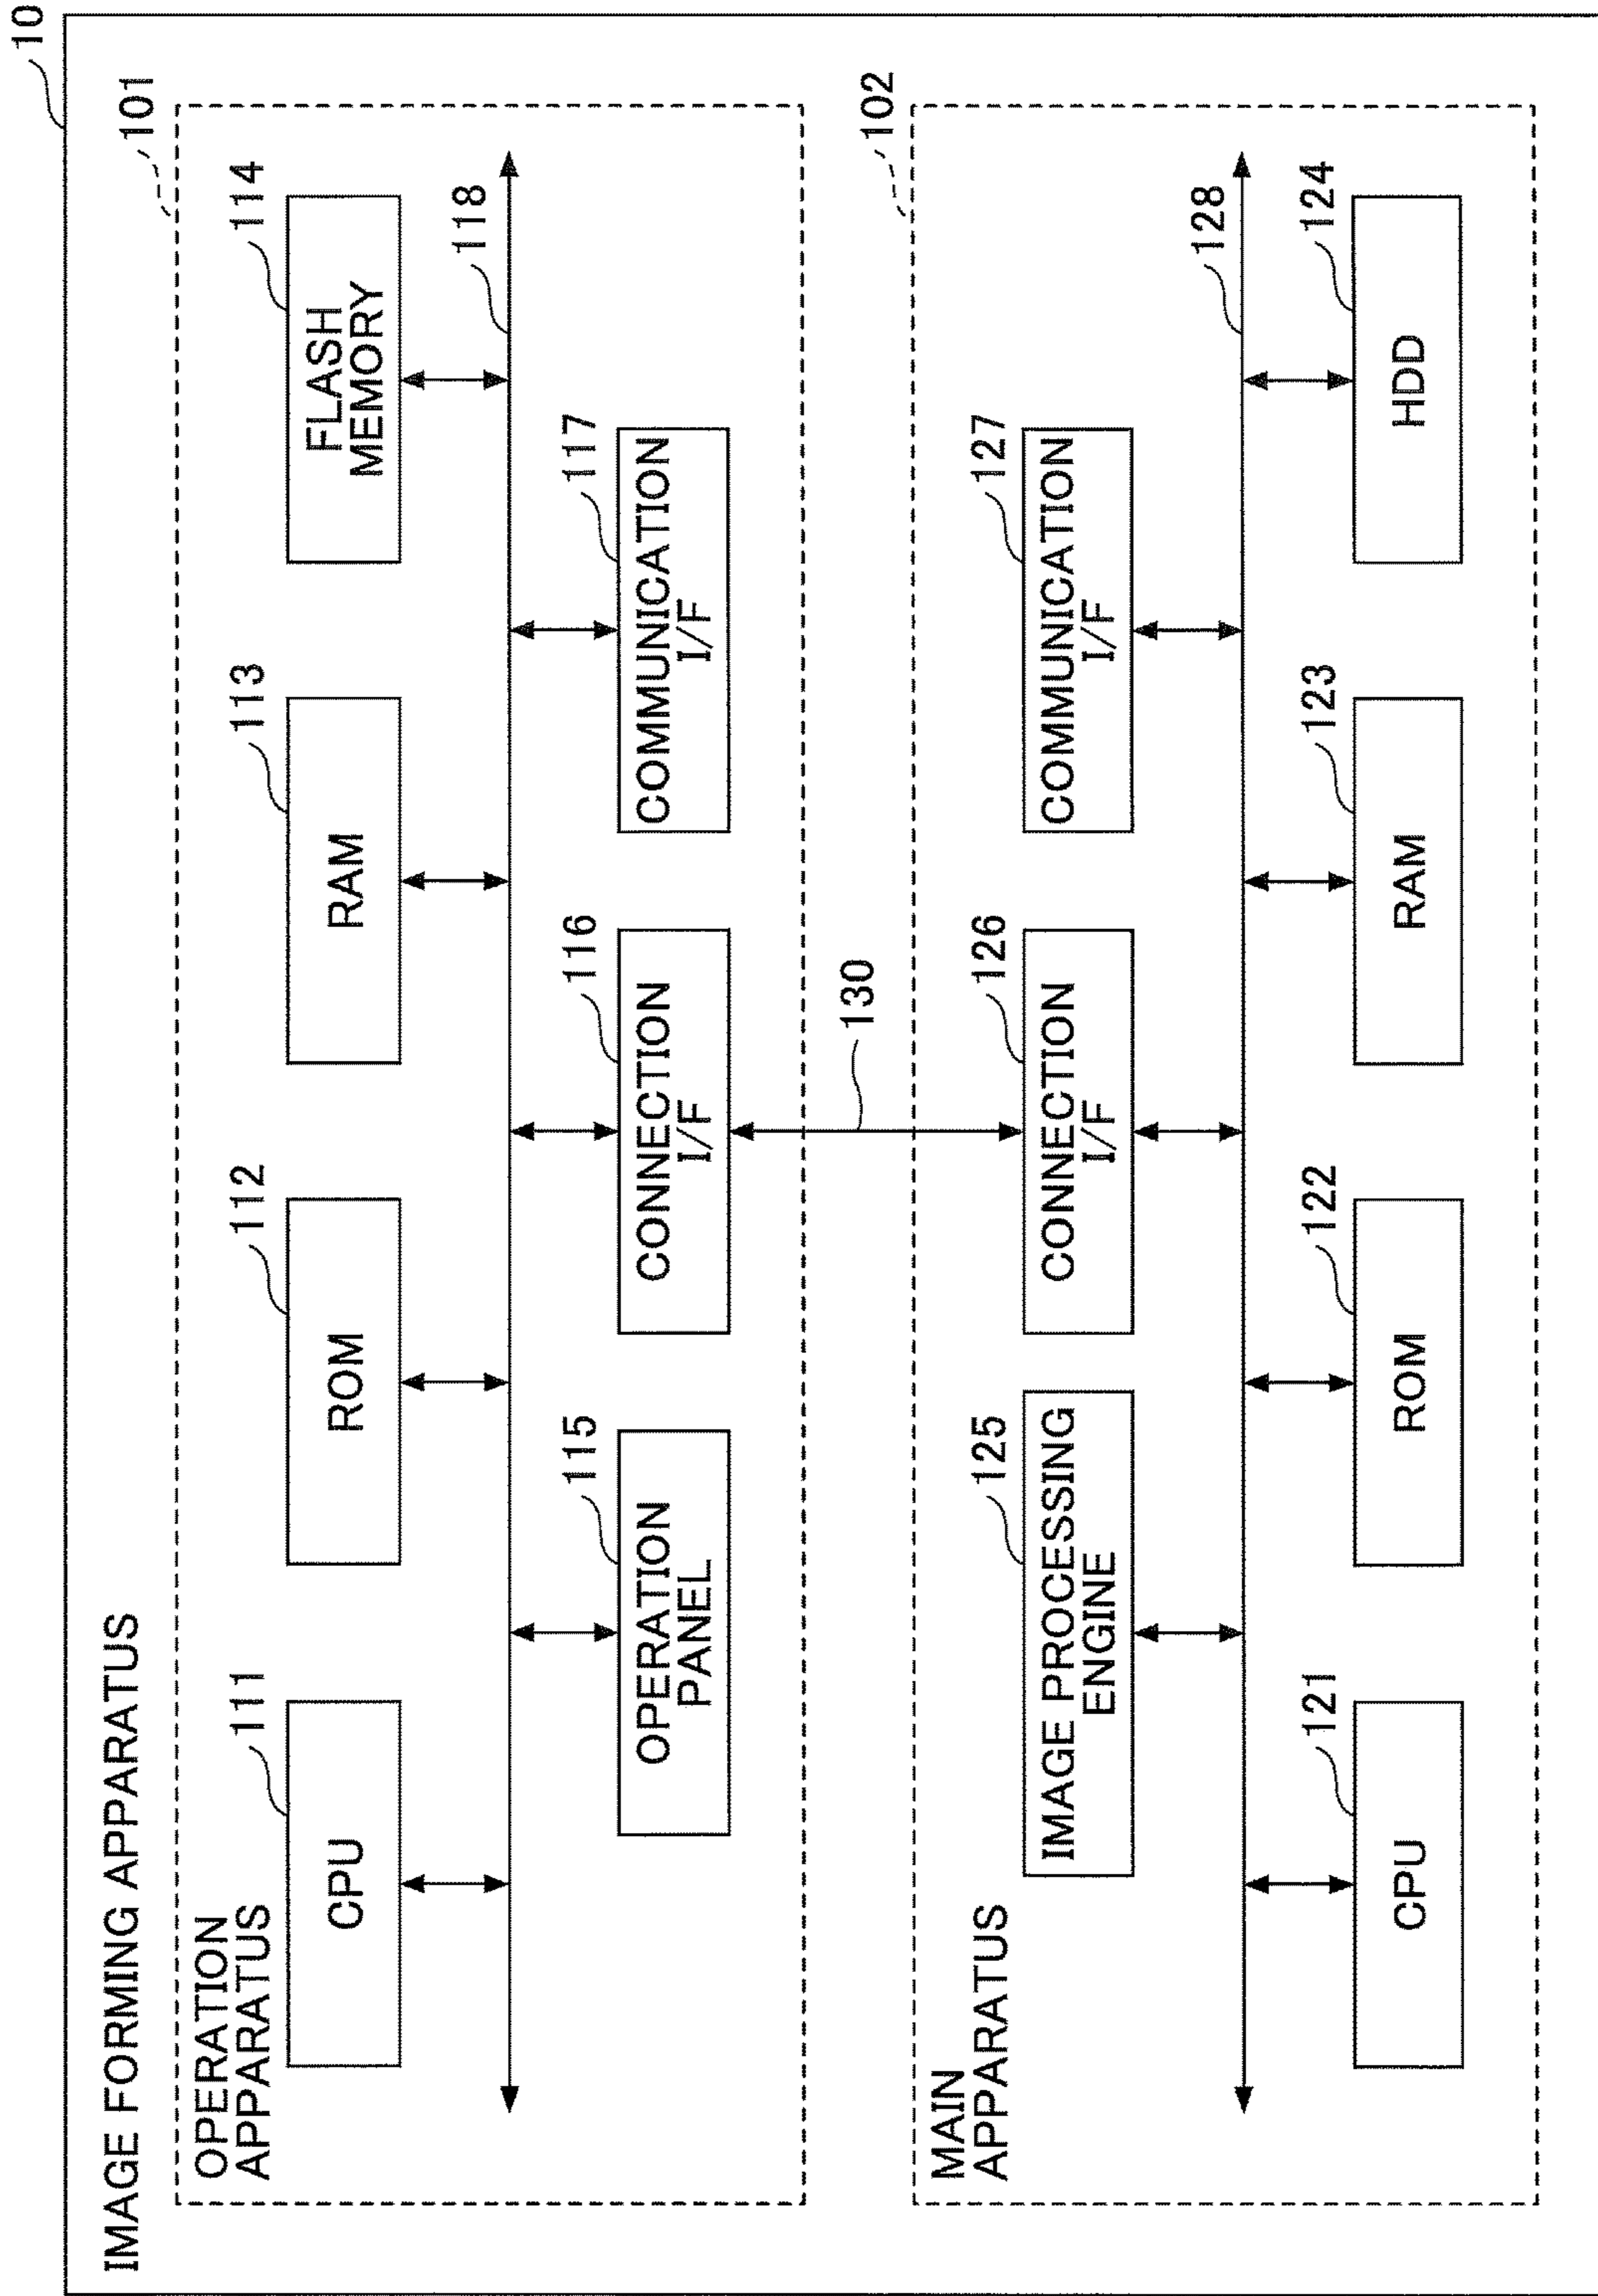 10
IMAGE FORMING APPARATUS
101
OPERATION
APPARATUS
111
CPU
112
ROM
113
RAM
114
FLASH
MEMORY
118
115
OPERATION
PANEL
116
CONNECTION
I/F
117
COMMUNICATION
I/F
130
102
MAIN
APPARATUS
125
IMAGE PROCESSING
ENGINE
126
CONNECTION
I/F
127
COMMUNICATION
I/F
128
121
CPU
122
ROM
123
RAM
124
HDD